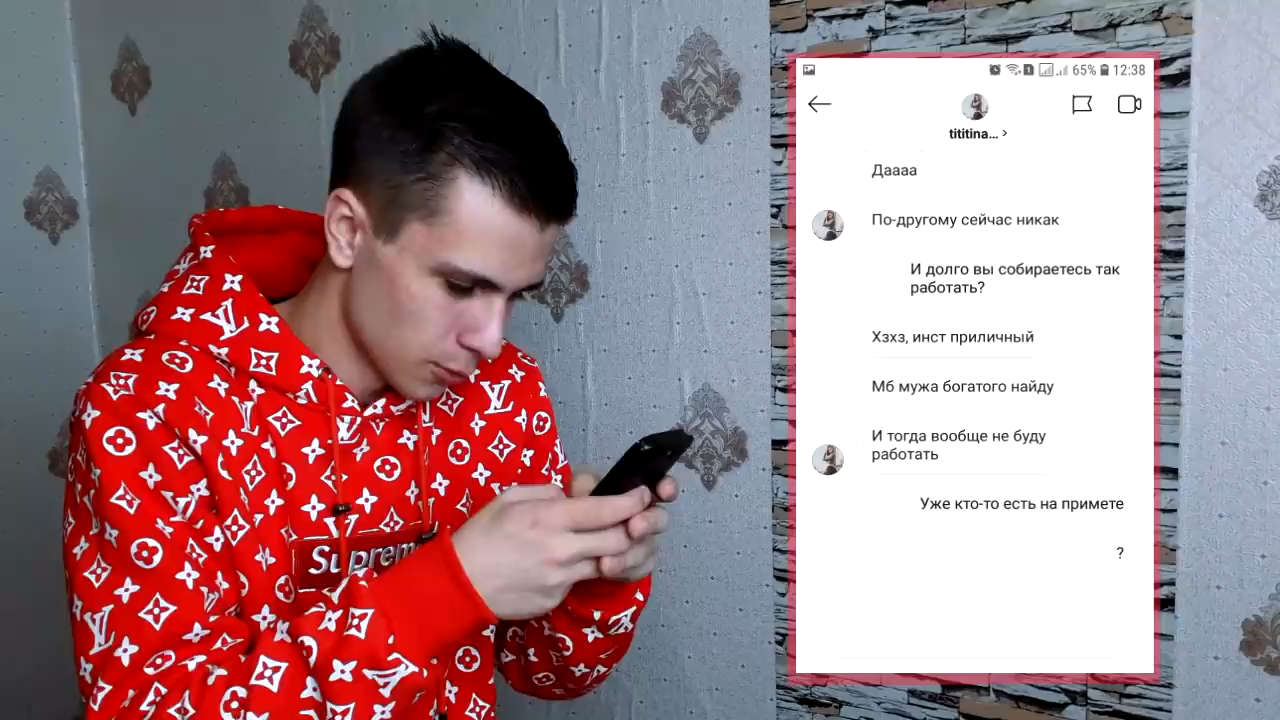 65% 12:38
tititina...
Даааа
По-другому сейчас никак
И долго вы собираетесь так
работать?
Хзхз, инст приличный
Мб мужа богатого найду
И тогда вообще не буду
работать
Уже кто-то есть на примете
?
Suprem